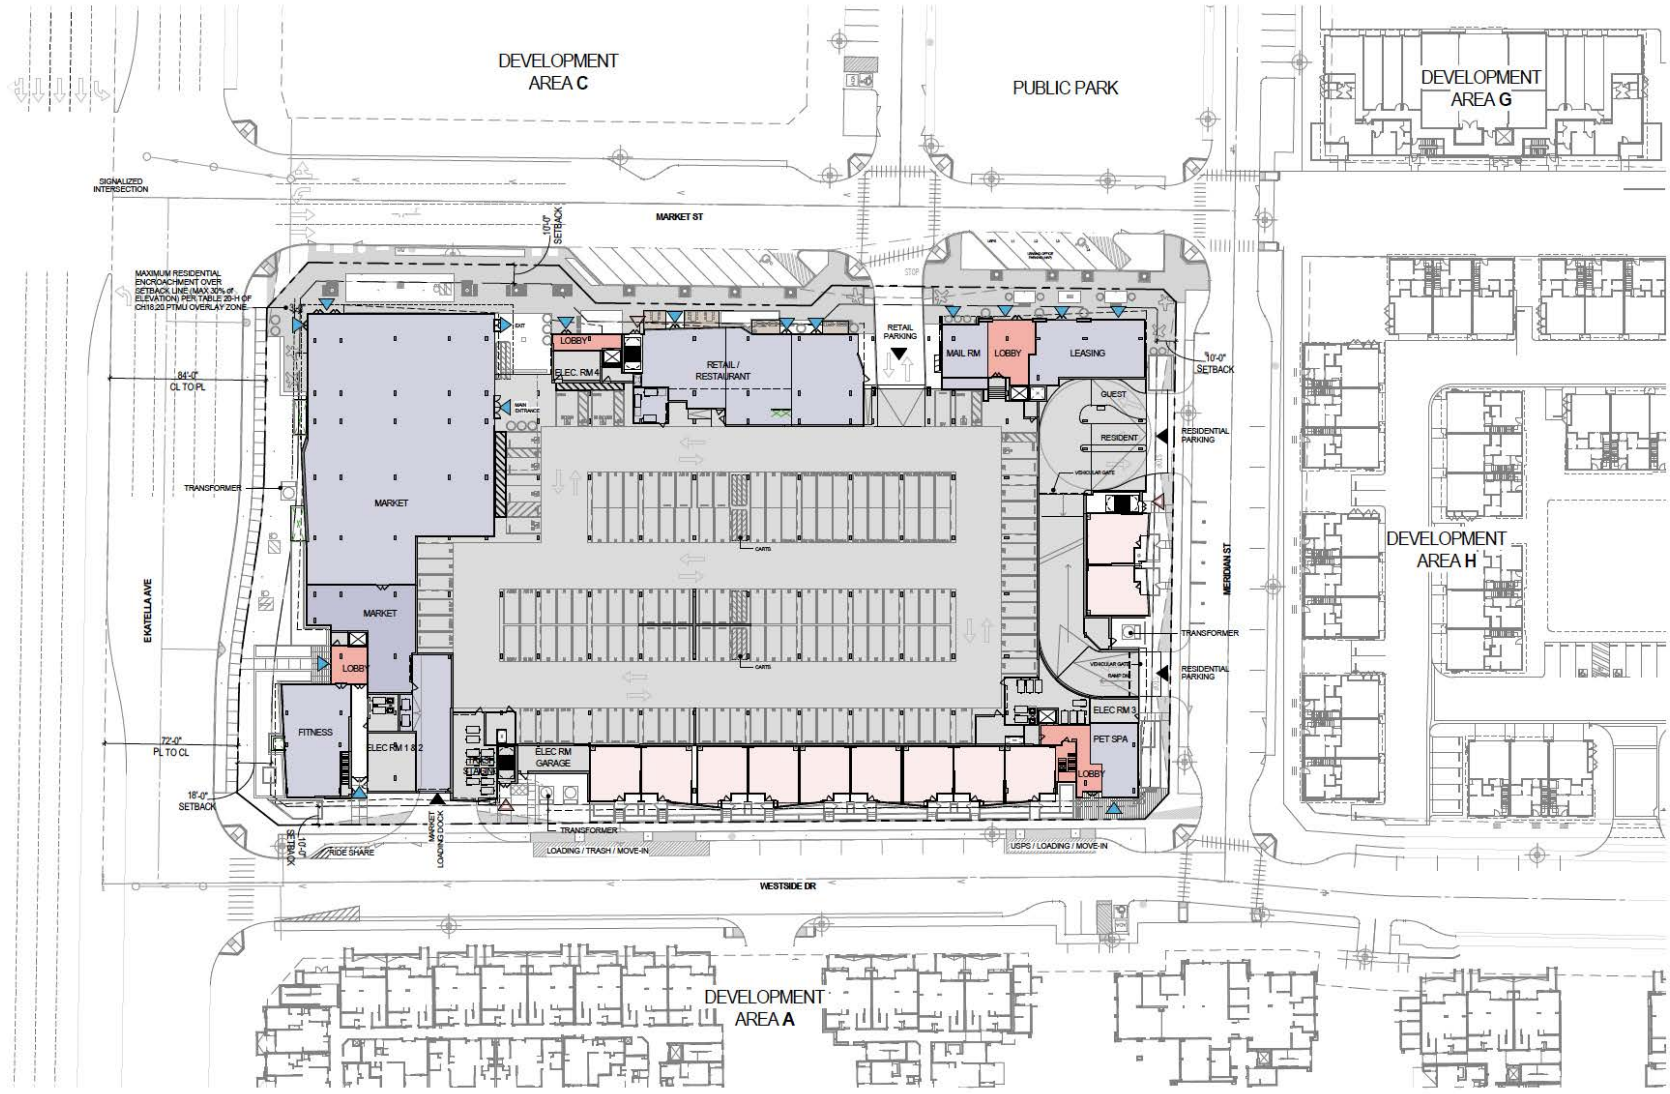 DEVELOPMENT
AREA C
PUBLIC PARK
DEVELOPMENT
AREA G
SIGNALIZED
INTERSECTION
MARKET ST
10'-0"
SETBACK
MAXIMUM RESIDENTIAL
ENCROACHMENT OVER
SETBACK LINE (MAX 30% of
ELEVATION) PER TABLE 20-H OF
CH18.20 PTMU OVERLAY ZONE.
STOP
EXIT
LOBBY
ELEC. RM 4
RETAIL /
RESTAURANT
RETAIL
PARKING
MAIL RM
LOBBY
LEASING
10'-0"
SETBACK
84'-0"
CL TO PL
MAIN
ENTRANCE
GUEST
RESIDENT
RESIDENTIAL
PARKING
VEHICULAR GATE
TRANSFORMER
MARKET
CARTS
DEVELOPMENT
AREA H
MERIDIAN ST
E KATELLA AVE
MARKET
TRANSFORMER
LOBBY
CARTS
VEHICULAR GATE
RAMP DN
RESIDENTIAL
PARKING
ELEC RM 3
FITNESS
ELEC RM 1 & 2
ELEC RM
GARAGE
PET SPA
LOBBY
72'-0"
PL TO CL
18'-0"
SETBACK
10'-0"
SETBACK
RIDE SHARE
MARKET
LOADING DOCK
TRANSFORMER
LOADING / TRASH / MOVE-IN
USPS / LOADING / MOVE-IN
WESTSIDE DR
DEVELOPMENT
AREA A